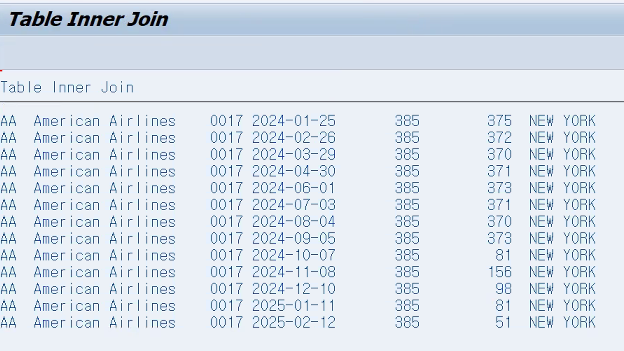 Table Inner Join
Table Inner Join
AA American Airlines 0017 2024-01-25 385 375 NEW YORK
AA American Airlines 0017 2024-02-26 385 372 NEW YORK
AA American Airlines 0017 2024-03-29 385 370 NEW YORK
AA American Airlines 0017 2024-04-30 385 371 NEW YORK
AA American Airlines 0017 2024-06-01 385 373 NEW YORK
AA American Airlines 0017 2024-07-03 385 371 NEW YORK
AA American Airlines 0017 2024-08-04 385 370 NEW YORK
AA American Airlines 0017 2024-09-05 385 373 NEW YORK
AA American Airlines 0017 2024-10-07 385 81 NEW YORK
AA American Airlines 0017 2024-11-08 385 156 NEW YORK
AA American Airlines 0017 2024-12-10 385 98 NEW YORK
AA American Airlines 0017 2025-01-11 385 81 NEW YORK
AA American Airlines 0017 2025-02-12 385 51 NEW YORK